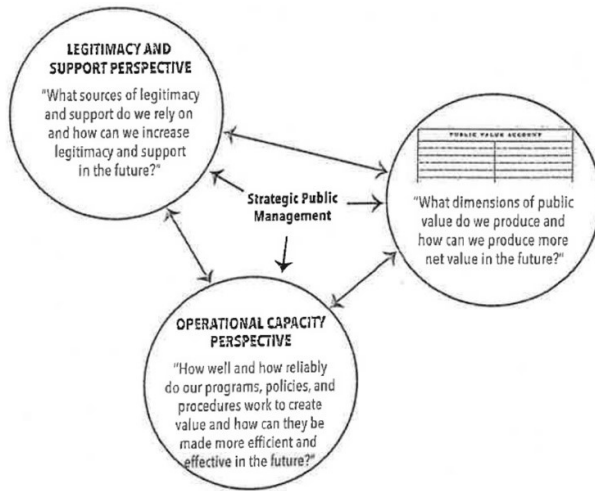 LEGITIMACY AND
SUPPORT PERSPECTIVE
"What sources of legitimacy
and support do we rely on
and how can we increase
legitimacy and support
in the future?"
PUBLIC VALUE ACCOUNT
"What dimensions of public
value do we produce and
how can we produce more
net value in the future?"
Strategic Public
Management
OPERATIONAL CAPACITY
PERSPECTIVE
"How well and how reliably
do our programs, policies, and
procedures work to create
value and how can they be
made more efficient and
effective in the future?"